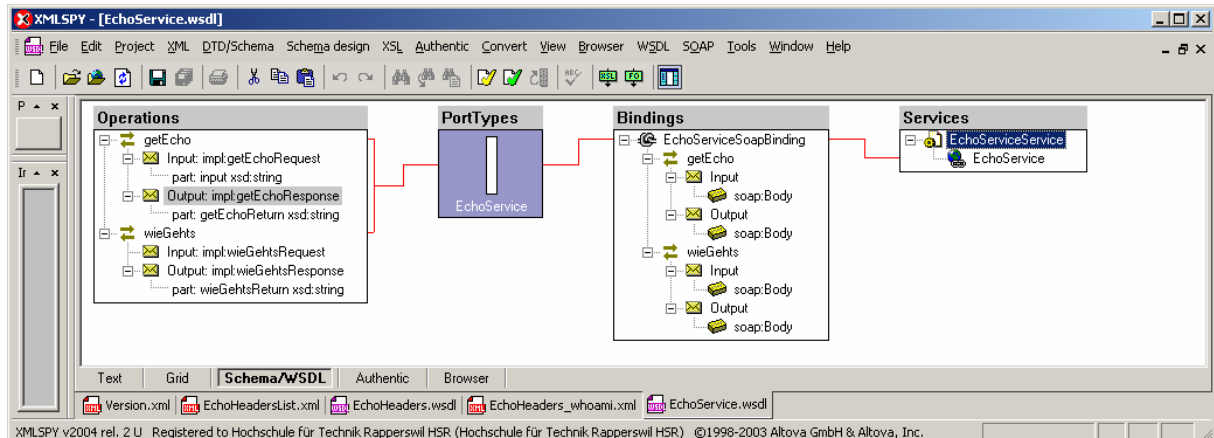 XMLSPY - [EchoService.wsdl]
File Edit Project XML DTD/Schema Schema design XSL Authentic Convert View Browser WSDL SOAP Tools Window Help
Operations
getEcho
Input: impl:getEchoRequest
part: input xsd:string
Output: impl:getEchoResponse
part: getEchoReturn xsd:string
wieGehts
Input: impl:wieGehtsRequest
Output: impl:wieGehtsResponse
part: wieGehtsReturn xsd:string
PortTypes
EchoService
Bindings
EchoServiceSoapBinding
getEcho
Input
soap:Body
Output
soap:Body
wieGehts
Input
soap:Body
Output
soap:Body
Services
EchoServiceService
EchoService
P
Ir
Text Grid Schema/WSDL Authentic Browser
Version.xml EchoHeadersList.xml EchoHeaders.wsdl EchoHeaders_whoami.xml EchoService.wsdl
XMLSPY v2004 rel. 2 U Registered to Hochschule für Technik Rapperswil HSR (Hochschule für Technik Rapperswil HSR) ©1998-2003 Altova GmbH & Altova, Inc.